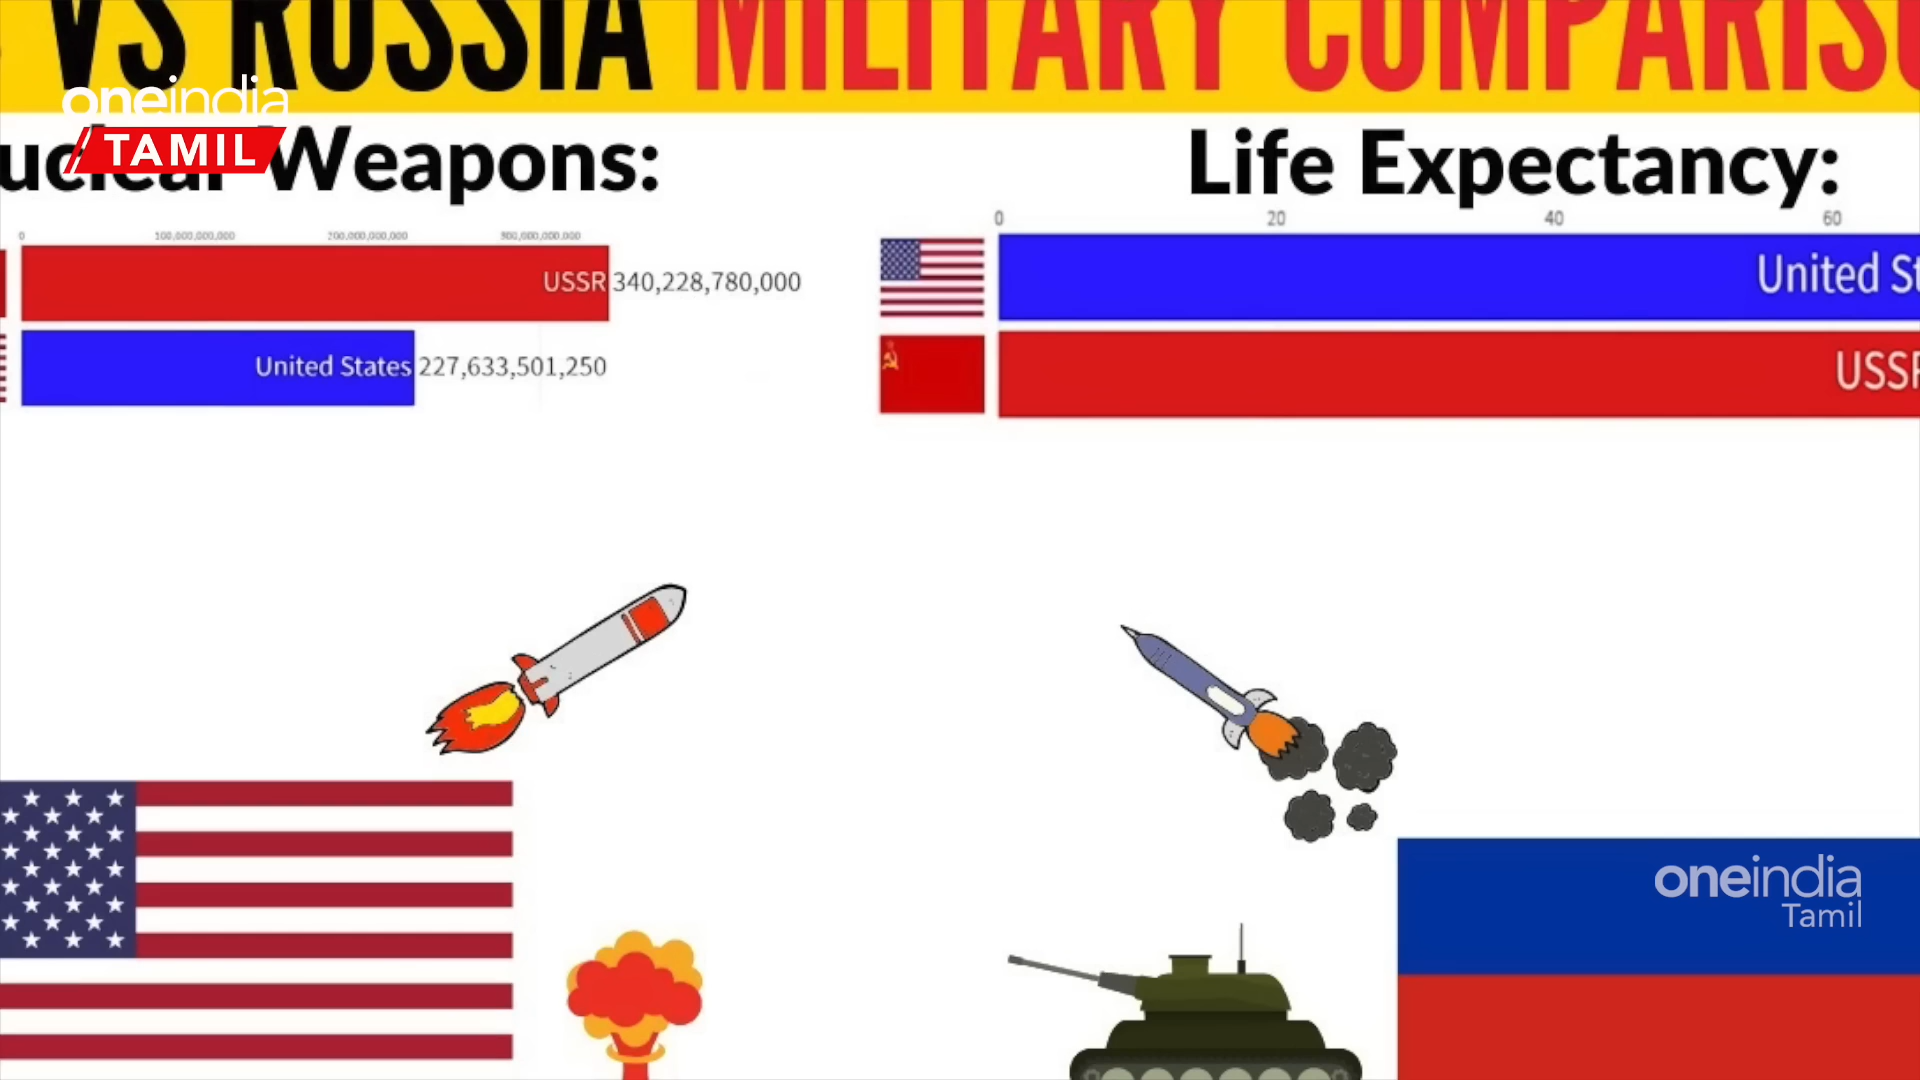 VS RUSSIA MILITARY COMPARISO
oneindia
TAMIL
uclear Weapons:
Life Expectancy:
0 100,000,000,000 200,000,000,000 300,000,000,000
0 20 40 60
USSR 340,228,780,000
United States 227,633,501,250
United St
USSR
oneindia
Tamil